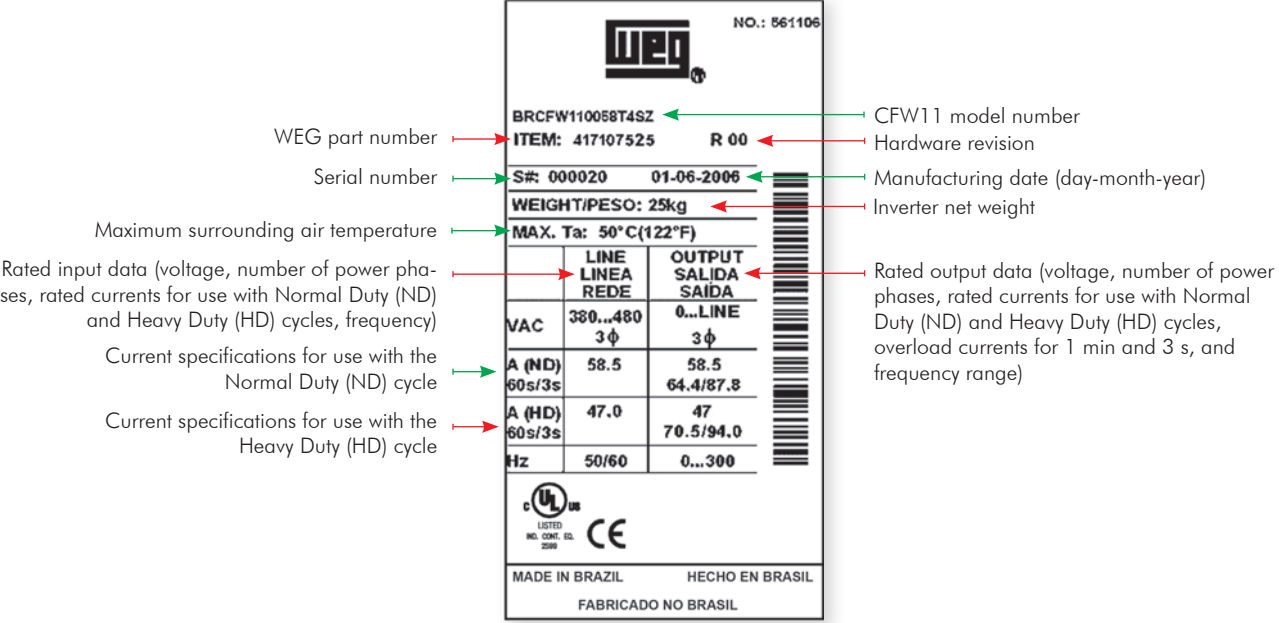 weg
NO.: 561106
BRCFW110058T4SZ
CFW11 model number
WEG part number
ITEM: 417107525 R 00
Hardware revision
Serial number
S#: 000020 01-06-2006
Manufacturing date (day-month-year)
WEIGHT/PESO: 25kg
Inverter net weight
Maximum surrounding air temperature
MAX. Ta: 50°C(122°F)
Rated input data (voltage, number of power pha-
ses, rated currents for use with Normal Duty (ND)
and Heavy Duty (HD) cycles, frequency)
LINE OUTPUT
LINEA SALIDA
REDE SAÍDA
Rated output data (voltage, number of power
phases, rated currents for use with Normal
Duty (ND) and Heavy Duty (HD) cycles,
overload currents for 1 min and 3 s, and
frequency range)
VAC 380...480 0...LINE
3ϕ 3ϕ
Current specifications for use with the
Normal Duty (ND) cycle
A (ND) 58.5 58.5
60s/3s 64.4/87.8
Current specifications for use with the
Heavy Duty (HD) cycle
A (HD) 47.0 47
60s/3s 70.5/94.0
Hz 50/60 0...300
C UL US
LISTED
IND. CONT. EQ.
2599
CE
MADE IN BRAZIL HECHO EN BRASIL
FABRICADO NO BRASIL